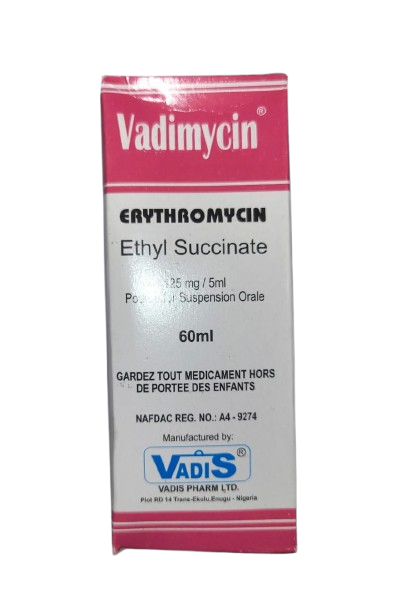 Vadimycin®
ERYTHROMYCIN
Ethyl Succinate
125 mg / 5ml
Suspension Orale
60ml
GARDEZ TOUT MEDICAMENT HORS
DE PORTEE DES ENFANTS
NAFDAC REG. NO.: A4 - 9274
Manufactured by:
VADIS®
VADIS PHARM LTD.
Plot RD 14 Trans-Ekulu,Enugu - Nigeria